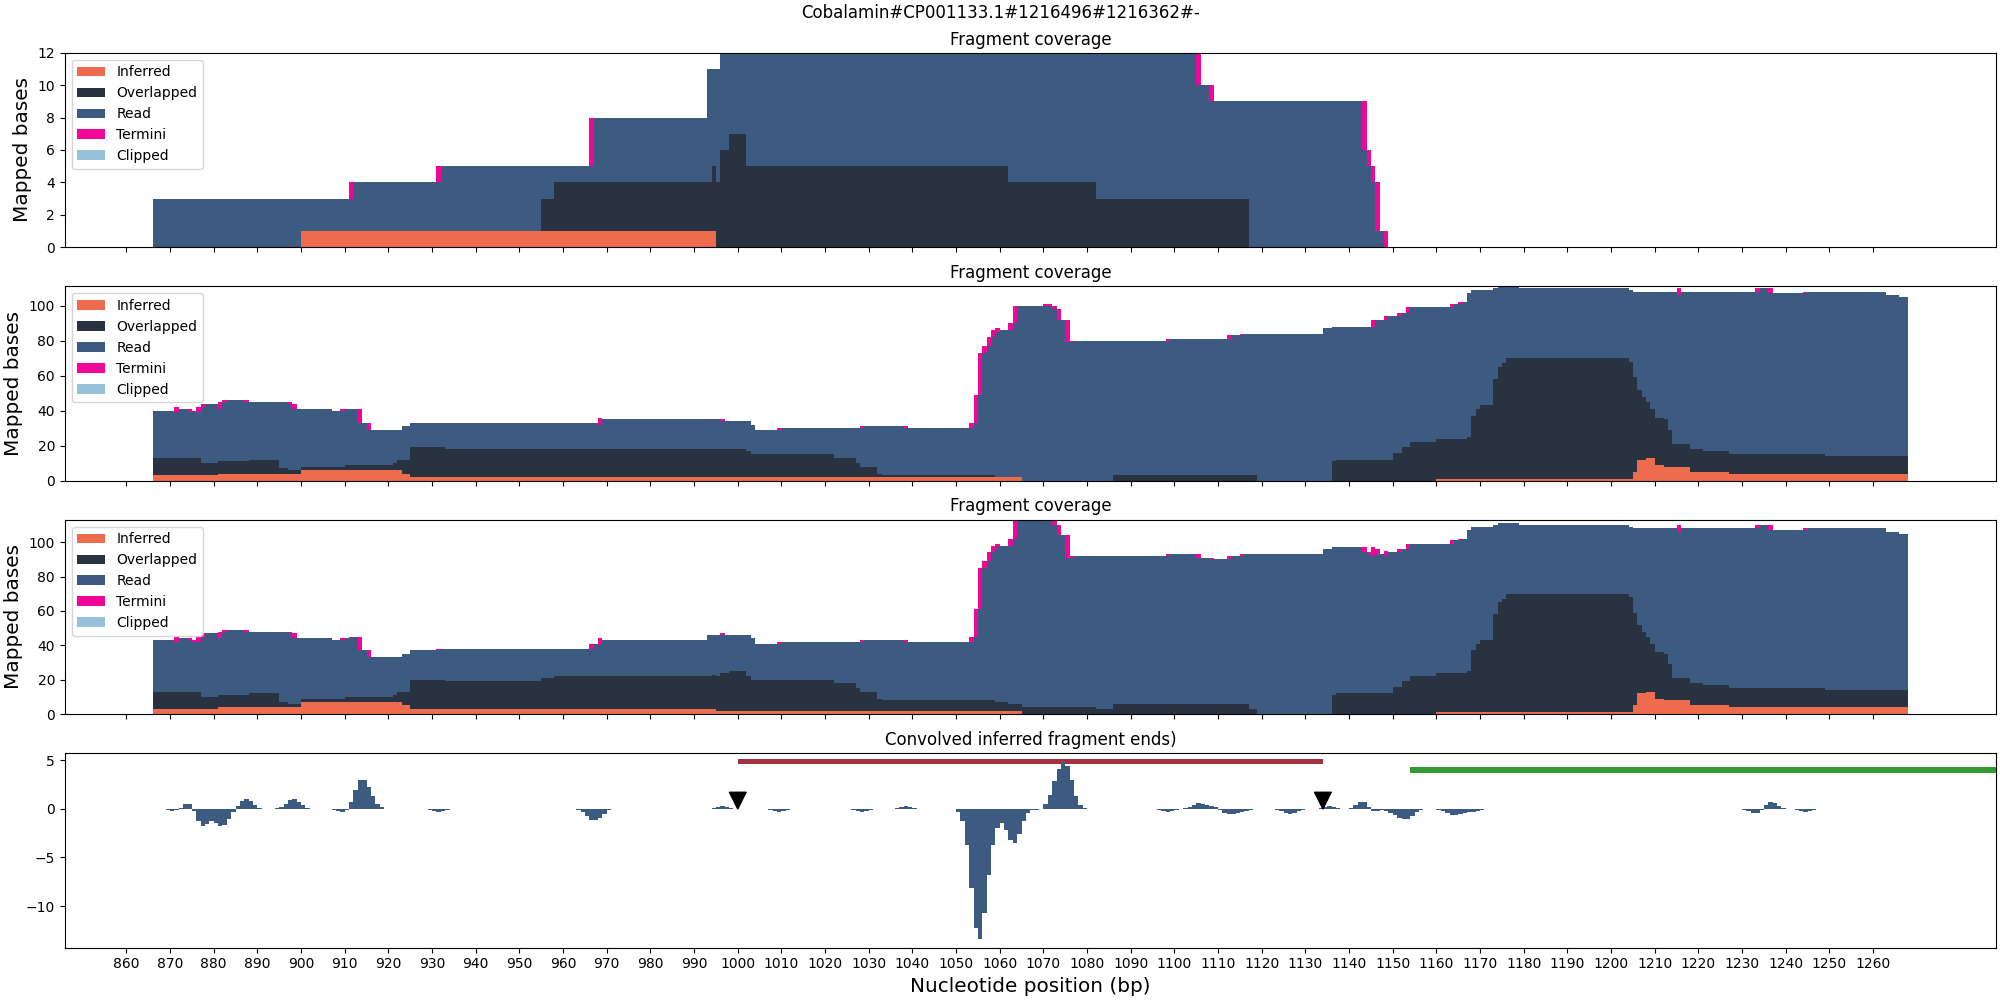 Cobalamin#CP001133.1#1216496#1216362#-
Fragment coverage
Mapped bases
12
10
8
6
4
2
0
Inferred
Overlapped
Read
Termini
Clipped
Fragment coverage
Mapped bases
100
80
60
40
20
0
Inferred
Overlapped
Read
Termini
Clipped
Fragment coverage
Mapped bases
100
80
60
40
20
0
Inferred
Overlapped
Read
Termini
Clipped
Convolved inferred fragment ends)
5
0
−5
−10
860 870 880 890 900 910 920 930 940 950 960 970 980 990 1000 1010 1020 1030 1040 1050 1060 1070 1080 1090 1100 1110 1120 1130 1140 1150 1160 1170 1180 1190 1200 1210 1220 1230 1240 1250 1260
Nucleotide position (bp)